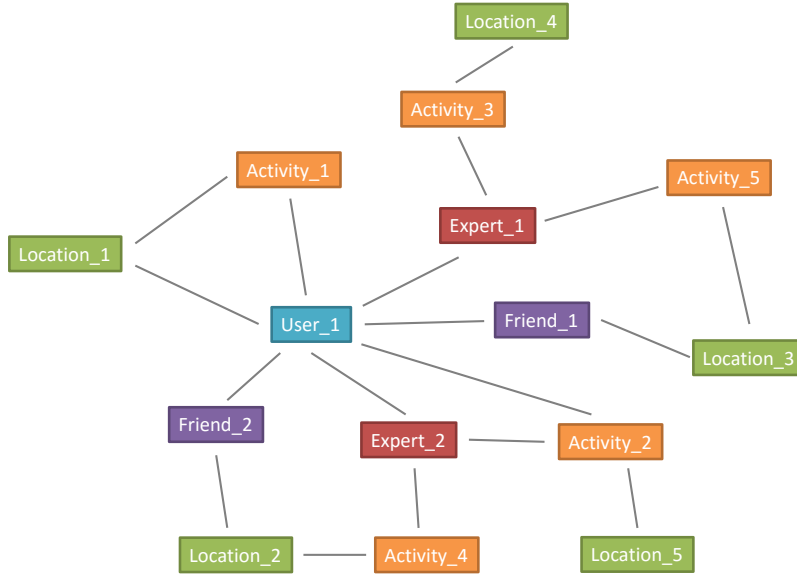 Location_4
Activity_3
Activity_1
Activity_5
Expert_1
Location_1
User_1
Friend_1
Location_3
Friend_2
Expert_2
Activity_2
Location_2
Activity_4
Location_5